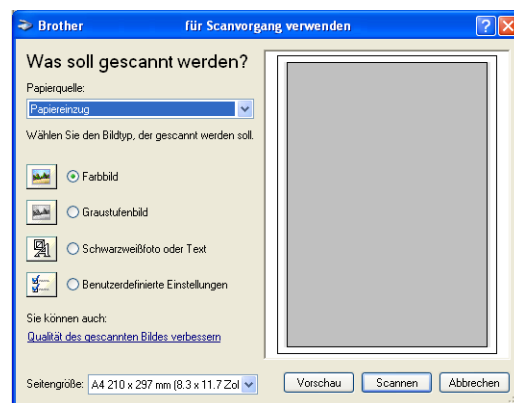 Brother für Scanvorgang verwenden
Was soll gescannt werden?
Papierquelle:
Papiereinzug
Wählen Sie den Bildtyp, der gescannt werden soll.
Farbbild
Graustufenbild
Schwarzweißfoto oder Text
Benutzerdefinierte Einstellungen
Sie können auch:
Qualität des gescannten Bildes verbessern
Seitengröße: A4 210 x 297 mm (8.3 x 11.7 Zol
Vorschau Scannen Abbrechen